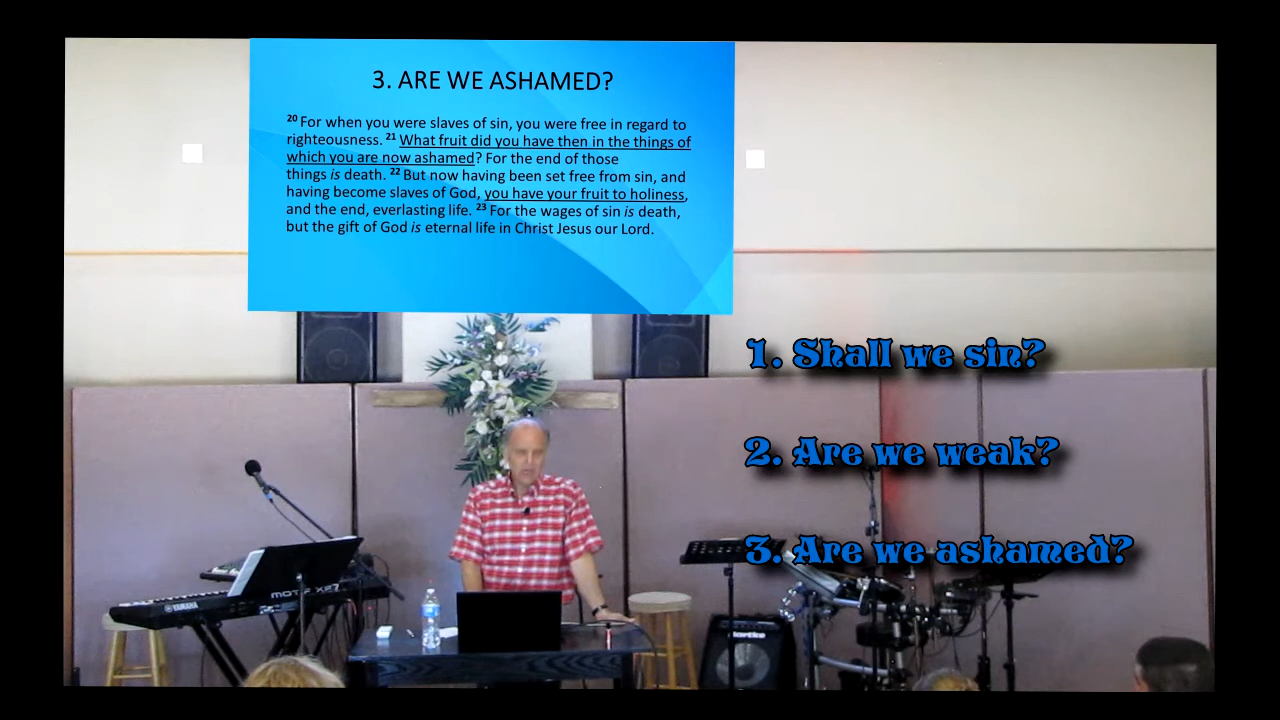 3. ARE WE ASHAMED?
20 For when you were slaves of sin, you were free in regard to
righteousness. 21 What fruit did you have then in the things of
which you are now ashamed? For the end of those
things is death. 22 But now having been set free from sin, and
having become slaves of God, you have your fruit to holiness,
and the end, everlasting life. 23 For the wages of sin is death,
but the gift of God is eternal life in Christ Jesus our Lord.
1. Shall we sin?
2. Are we weak?
3. Are we ashamed?
YAMAHA
MOTIF XF7
Hartke